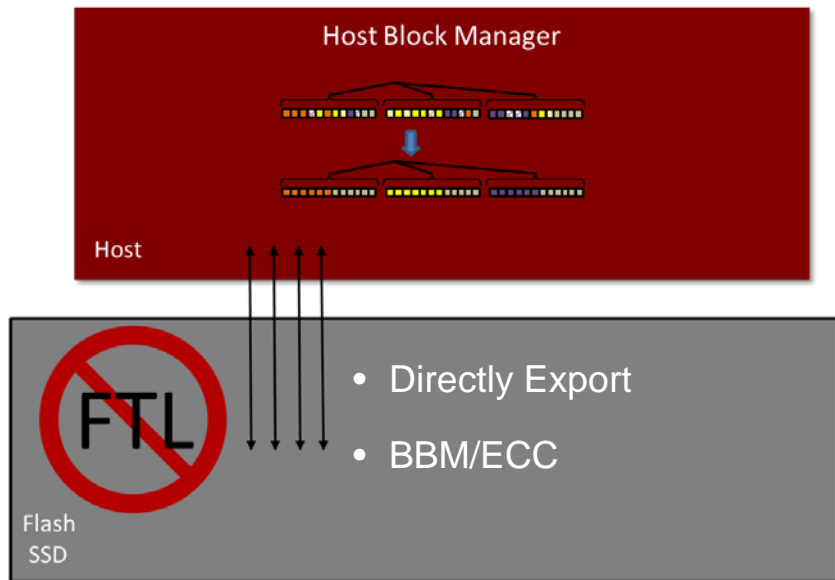 Host Block Manager
Host
FTL
• Directly Export
• BBM/ECC
Flash
SSD